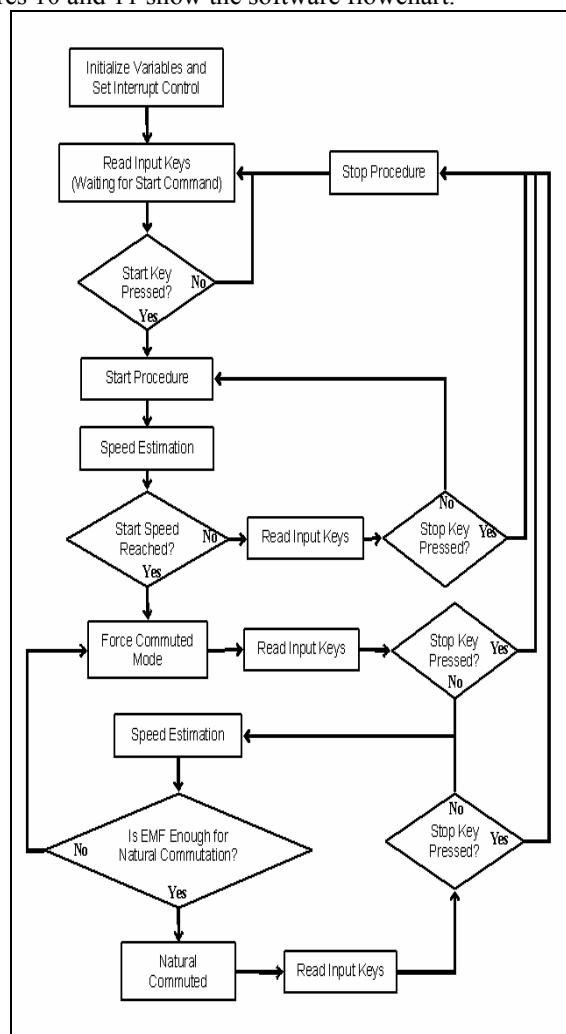 res 10 and 11 show the software flowchart.
Initialize Variables and
Set Interrupt Control
Read Input Keys
(Waiting for Start Command)
Stop Procedure
Start Key
Pressed?
No
Yes
Start Procedure
Speed Estimation
Start Speed
Reached?
No
Yes
Read Input Keys
No
Stop Key
Pressed?
Yes
Force Commuted
Mode
Read Input Keys
Stop Key
Pressed?
Yes
No
Speed Estimation
Is EMF Enough for
Natural Commutation?
No
Yes
No
Stop Key
Pressed?
Yes
Natural
Commuted
Read Input Keys